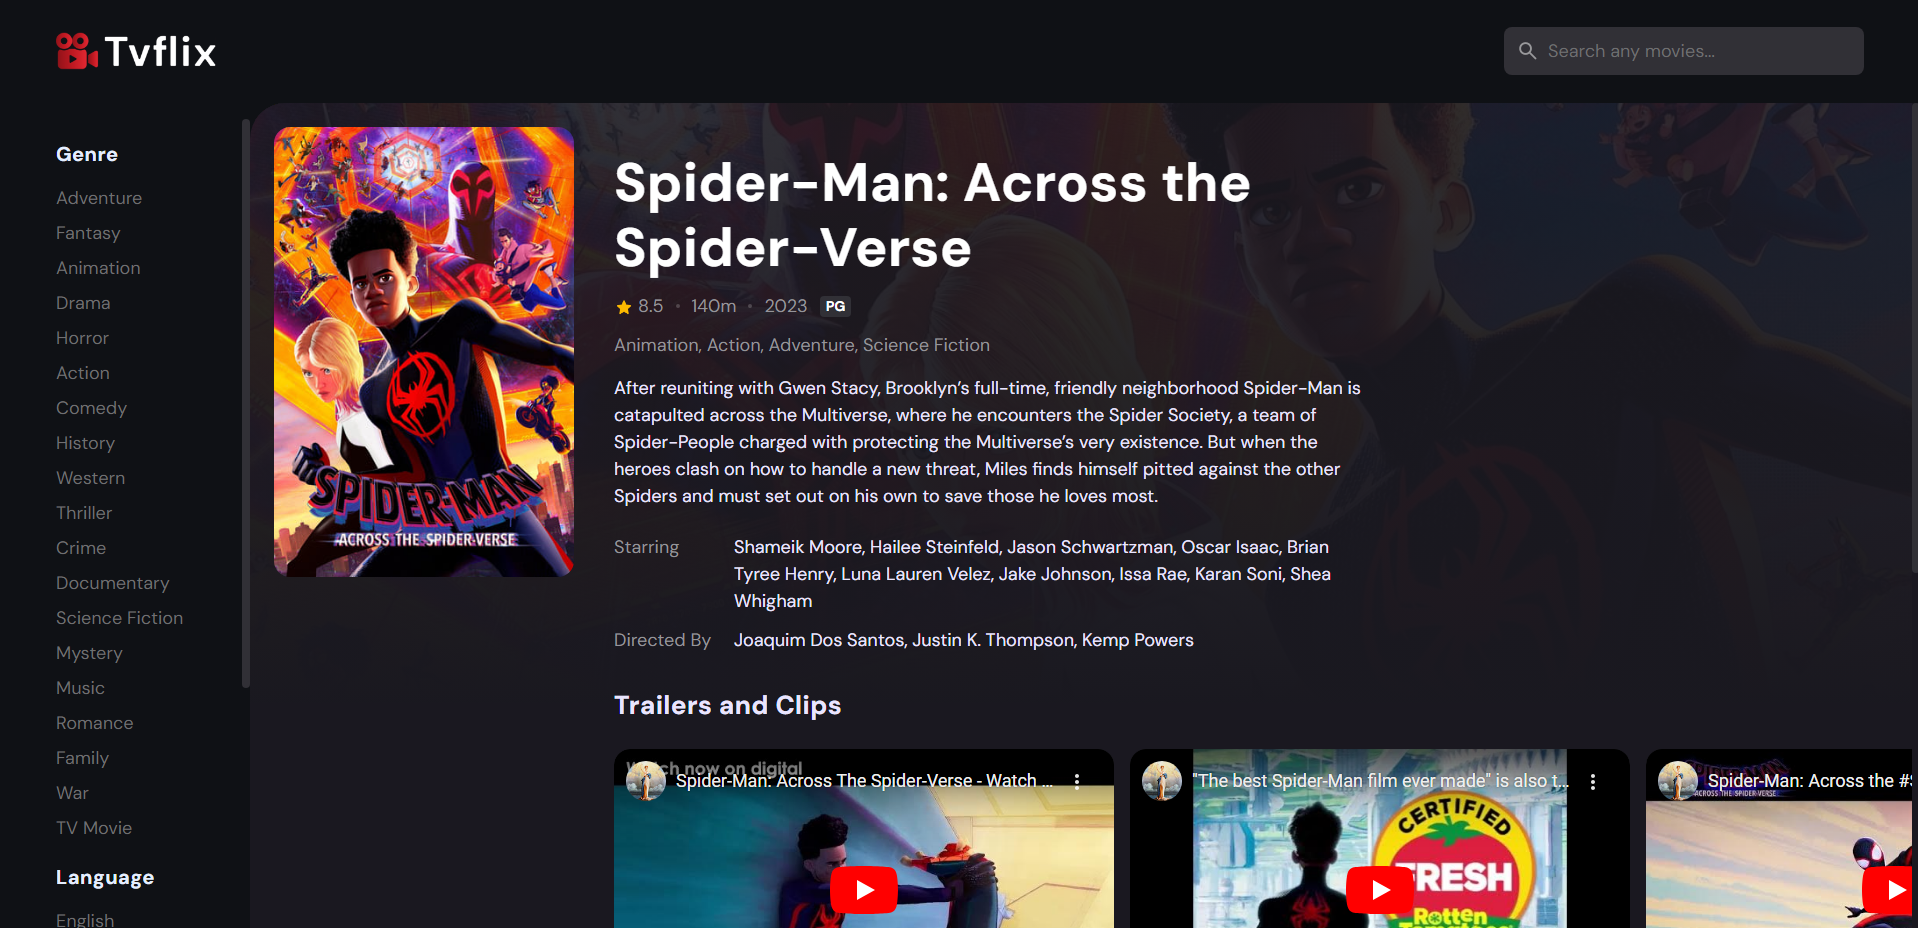 Tvflix
Search any movies...
Genre
Adventure
Fantasy
Animation
Drama
Horror
Action
Comedy
History
Western
Thriller
Crime
Documentary
Science Fiction
Mystery
Music
Romance
Family
War
TV Movie
Language
English
SPIDER-MAN
ACROSS THE SPIDER-VERSE
Spider-Man: Across the
Spider-Verse
8.5 • 140m • 2023 PG
Animation, Action, Adventure, Science Fiction
After reuniting with Gwen Stacy, Brooklyn’s full-time, friendly neighborhood Spider-Man is
catapulted across the Multiverse, where he encounters the Spider Society, a team of
Spider-People charged with protecting the Multiverse’s very existence. But when the
heroes clash on how to handle a new threat, Miles finds himself pitted against the other
Spiders and must set out on his own to save those he loves most.
Starring
Shameik Moore, Hailee Steinfeld, Jason Schwartzman, Oscar Isaac, Brian
Tyree Henry, Luna Lauren Velez, Jake Johnson, Issa Rae, Karan Soni, Shea
Whigham
Directed By
Joaquim Dos Santos, Justin K. Thompson, Kemp Powers
Trailers and Clips
Watch now on digital
Spider-Man: Across The Spider-Verse - Watch ...
"The best Spider-Man film ever made" is also t...
CERTIFIED
FRESH
Rotten
Spider-Man: Across the #S
ACROSS THE SPIDER-VERSE